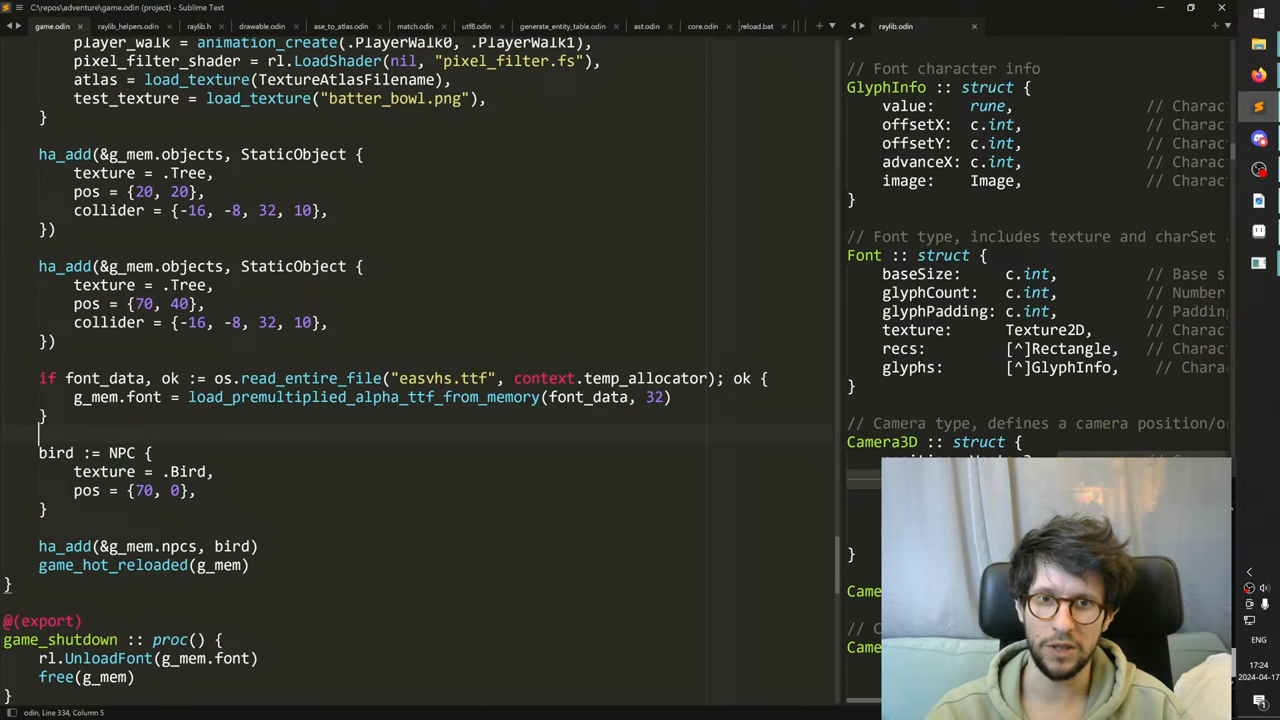 C:\repos\adventure\game.odin - Sublime Text
game.odin raylib_helpers.odin raylib.h drawable.odin ase_to_atlas.odin match.odin utf8.odin generate_entity_table.odin ast.odin core.odin reload.bat
player_walk = animation_create(.PlayerWalk0, .PlayerWalk1),
pixel_filter_shader = rl.LoadShader(nil, "pixel_filter.fs"),
atlas = load_texture(TextureAtlasFilename),
test_texture = load_texture("batter_bowl.png"),
}
ha_add(&g_mem.objects, StaticObject {
texture = .Tree,
pos = {20, 20},
collider = {-16, -8, 32, 10},
})
ha_add(&g_mem.objects, StaticObject {
texture = .Tree,
pos = {70, 40},
collider = {-16, -8, 32, 10},
})
if font_data, ok := os.read_entire_file("easvhs.ttf", context.temp_allocator); ok {
g_mem.font = load_premultiplied_alpha_ttf_from_memory(font_data, 32)
}
bird := NPC {
texture = .Bird,
pos = {70, 0},
}
ha_add(&g_mem.npcs, bird)
game_hot_reloaded(g_mem)
}
@(export)
game_shutdown :: proc() {
rl.UnloadFont(g_mem.font)
free(g_mem)
}
odin, Line 334, Column 5
raylib.odin
// Font character info
GlyphInfo :: struct {
value: rune, // Charac
offsetX: c.int, // Charac
offsetY: c.int, // Charac
advanceX: c.int, // Charac
image: Image, // Charac
}
// Font type, includes texture and charSet a
Font :: struct {
baseSize: c.int, // Base s
glyphCount: c.int, // Number
glyphPadding: c.int, // Paddin
texture: Texture2D, // Charac
recs: [^]Rectangle, // Charac
glyphs: [^]GlyphInfo, // Charac
}
// Camera type, defines a camera position/or
Camera3D :: struct {
}
Came
// C
Came
ENG
17:24
2024-04-17